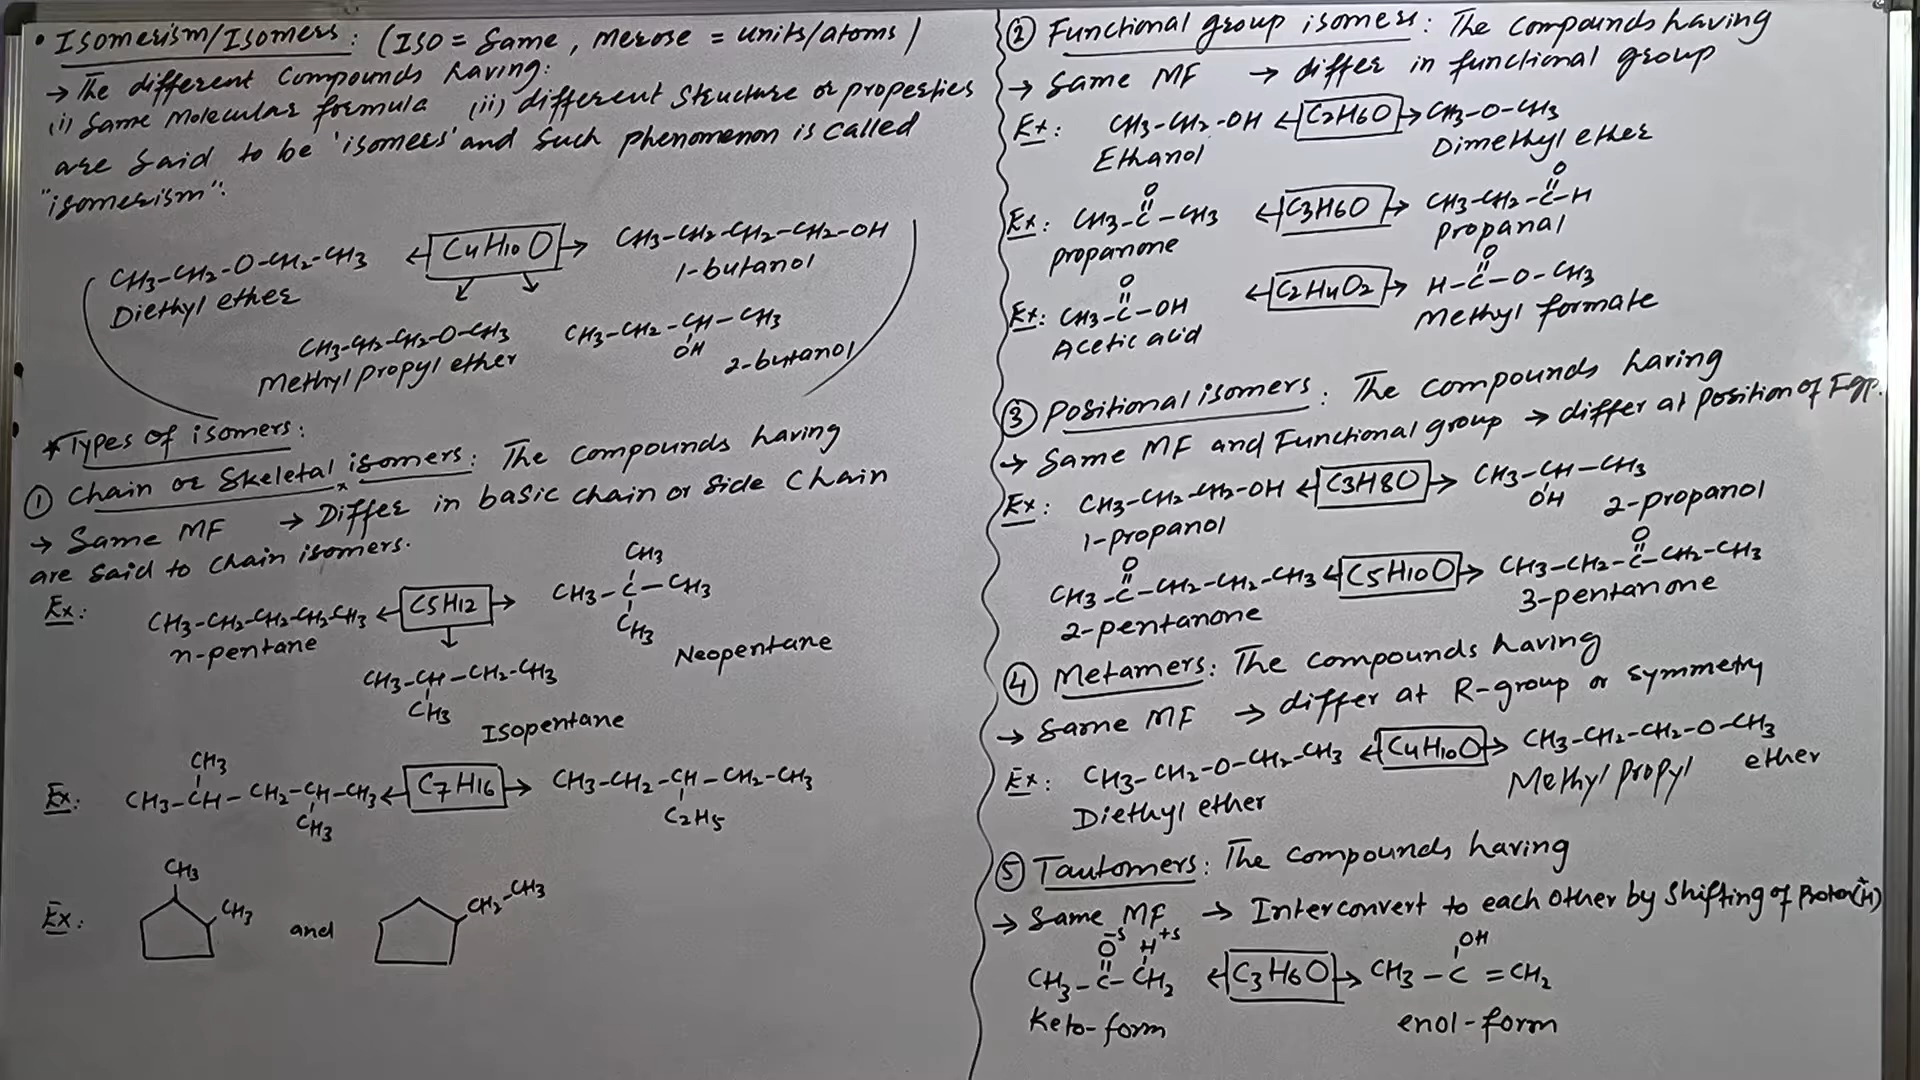 • Isomerism/Isomers : (Iso = Same, merose = units/atoms)
→ The different Compounds having:
(i) Same Molecular formula (ii) different Structure or properties
are said to be 'isomers' and such phenomenon is called
"isomerism":
CH3-CH2-O-CH2-CH3 ← C4H10O → CH3-CH2-CH2-CH2-OH
Diethyl ether 1-butanol
CH3-CH2-CH2-O-CH3 CH3-CH2-CH-CH3
OH
Methyl propyl ether 2-butanol
*Types of isomers:
① Chain or Skeletal isomers: The compounds having
→ Same MF → Differ in basic chain or side Chain
are said to chain isomers.
Ex: CH3-CH2-CH2-CH2-CH3 ← C5H12 → CH3-C-CH3
CH3
CH3
n-pentane Neopentane
CH3-CH-CH2-CH3
CH3
Isopentane
CH3
Ex: CH3-CH-CH2-CH-CH3 ← C7H16 → CH3-CH2-CH-CH2-CH3
CH3 C2H5
CH3
Ex: CH3 and CH2-CH3
② Functional group isomers: The Compounds having
→ Same MF → differ in functional group
Ex: CH3-CH2-OH ← C2H6O → CH3-O-CH3
Ethanol Dimethyl ether
O O
Ex: CH3-C-CH3 ← C3H6O → CH3-CH2-C-H
propanone propanal
O O
Ex: CH3-C-OH ← C2H4O2 → H-C-O-CH3
Acetic acid Methyl formate
③ Positional isomers: The compounds having
→ Same MF and Functional group → differ at position of Fgp.
Ex: CH3-CH2-CH2-OH ← C3H8O → CH3-CH-CH3
OH
1-propanol 2-propanol
O O
CH3-C-CH2-CH2-CH3 ← C5H10O → CH3-CH2-C-CH2-CH3
2-pentanone 3-pentanone
④ Metamers: The compounds having
→ same MF → differ at R-group or symmetry
Ex: CH3-CH2-O-CH2-CH3 ← C4H10O → CH3-CH2-CH2-O-CH3
Diethyl ether Methyl propyl ether
⑤ Tautomers: The compounds having
→ Same MF → Interconvert to each other by shifting of Proton(H⁺)
O⁻ᵟ H⁺ᵟ OH
CH3-C-CH2 ← C3H6O → CH3-C=CH2
Keto-form enol-form